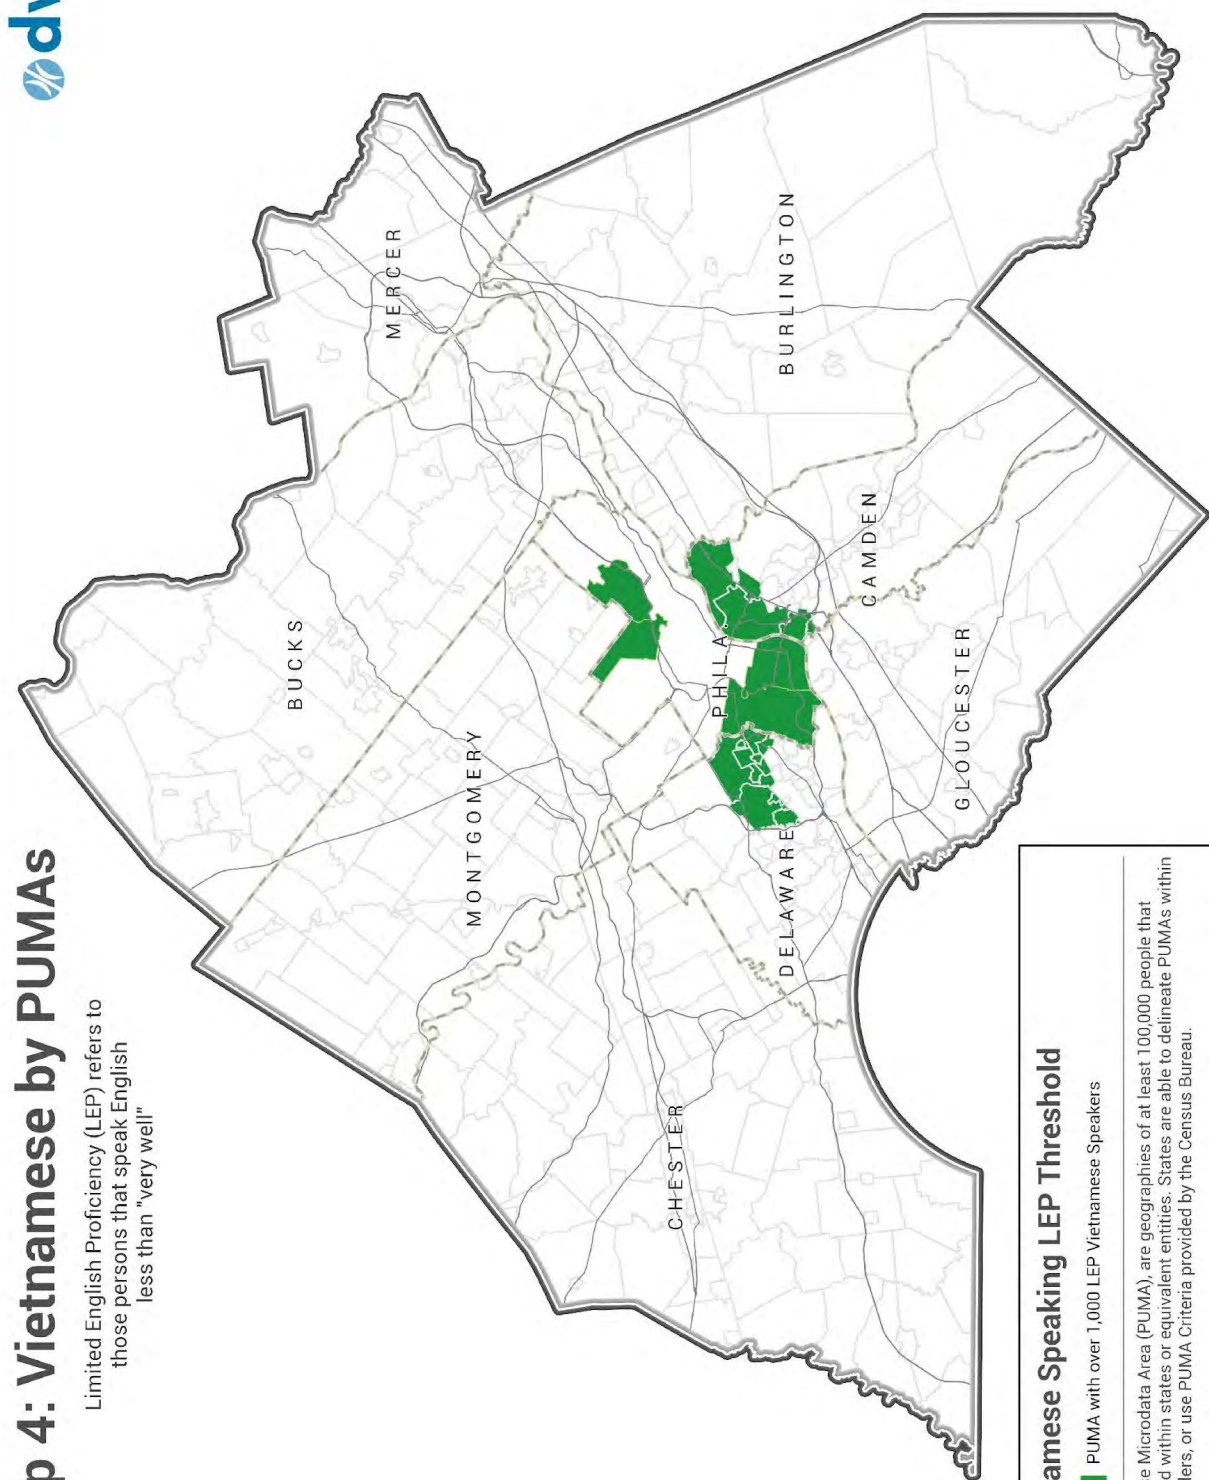 p 4: Vietnamese by PUMAs
Limited English Proficiency (LEP) refers to
those persons that speak English
less than "very well"
dv
BUCKS
MERCER
MONTGOMERY
BURLINGTON
PHILA.
CHESTER
DELAWARE
CAMDEN
GLOUCESTER
amese Speaking LEP Threshold
PUMA with over 1,000 LEP Vietnamese Speakers
e Microdata Area (PUMA), are geographies of at least 100,000 people that
d within states or equivalent entities. States are able to delineate PUMAs within
lers, or use PUMA Criteria provided by the Census Bureau.